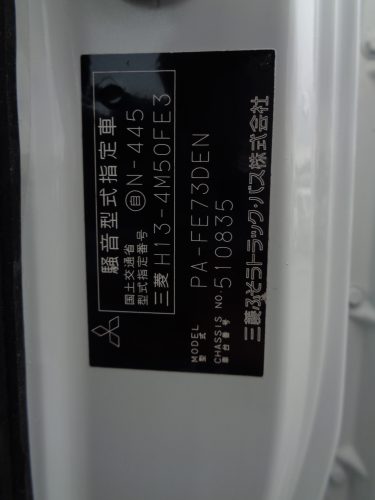 騒音型式指定車
国土交通省
型式指定番号 自 N-445
三菱 H13-4M50FE3
MODEL
型式 PA-FE73DEN
CHASSIS NO.
車台番号 510835
三菱ふそうトラック・バス株式会社